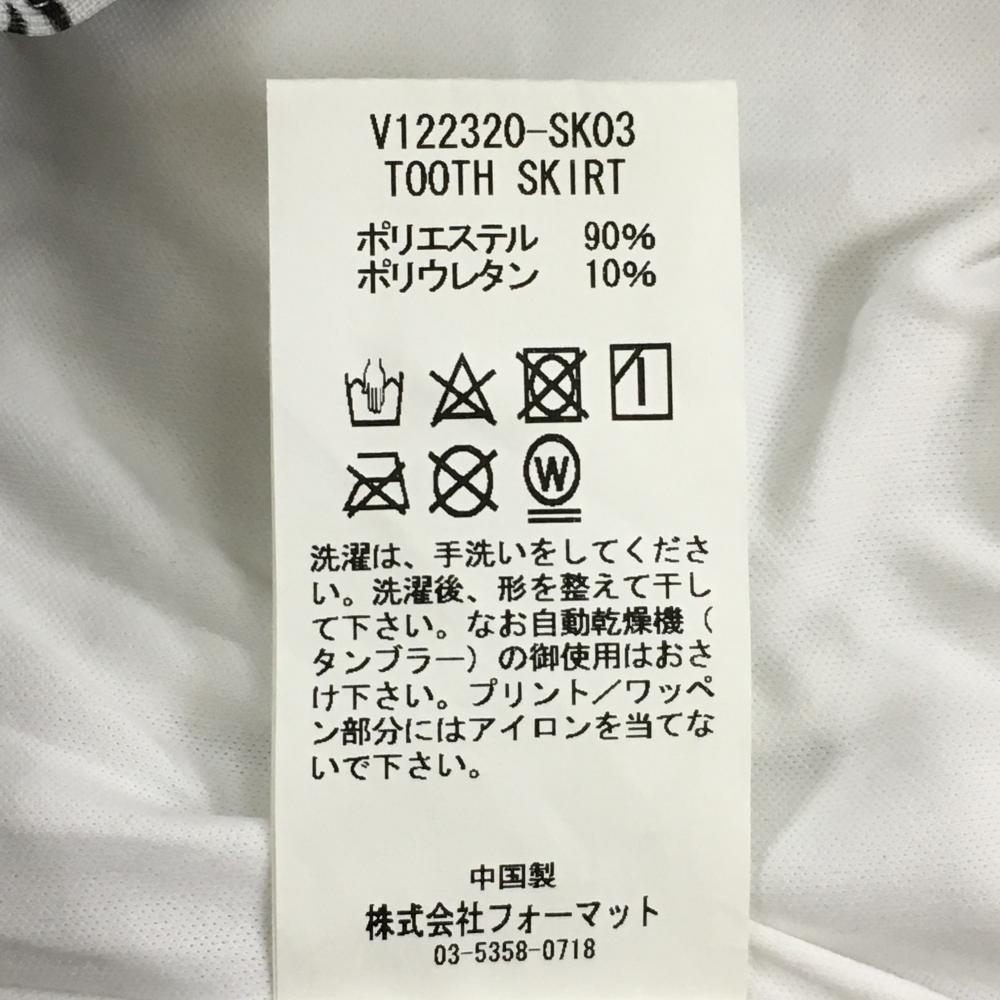 V122320-SK03
TOOTH SKIRT
ポリエステル 90%
ポリウレタン 10%
W
洗濯は、手洗いをしてくださ
い。洗濯後、形を整えて干し
て下さい。なお自動乾燥機（
タンブラー）の御使用はおさ
け下さい。プリント／ワッペ
ン部分にはアイロンを当てな
いで下さい。
中国製
株式会社フォーマット
03-5358-0718